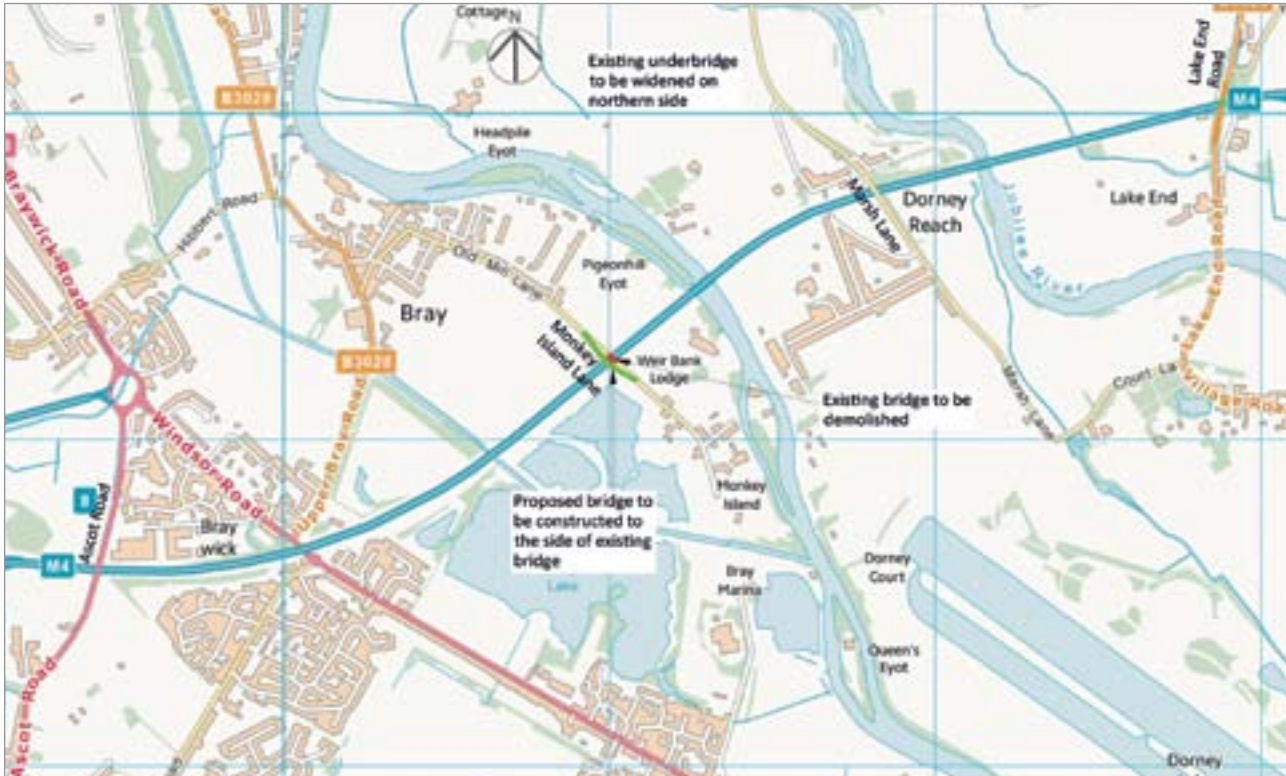 Cottage
N
Existing underbridge
to be widened on
northern side
Lake End
Road
B3028
M4
Headpile
Eyot
Braywick Road
Hibbert Road
Marsh Lane
Dorney
Reach
Lake End
Jubilee River
Old Mill Lane
Pigeonhill
Eyot
Bray
Lake End Road
Monkey
Island Lane
B3028
Weir Bank
Lodge
Court La
Village Ro
Marsh Lane
Existing bridge to be
demolished
Windsor Road
Upper Bray Road
8
Ascot Road
Bray
wick
Monkey
Island
Proposed bridge to
be constructed to
the side of existing
bridge
M4
Lake
Bray
Marina
Dorney
Court
Queen's
Eyot
Ascot Road
Dorney